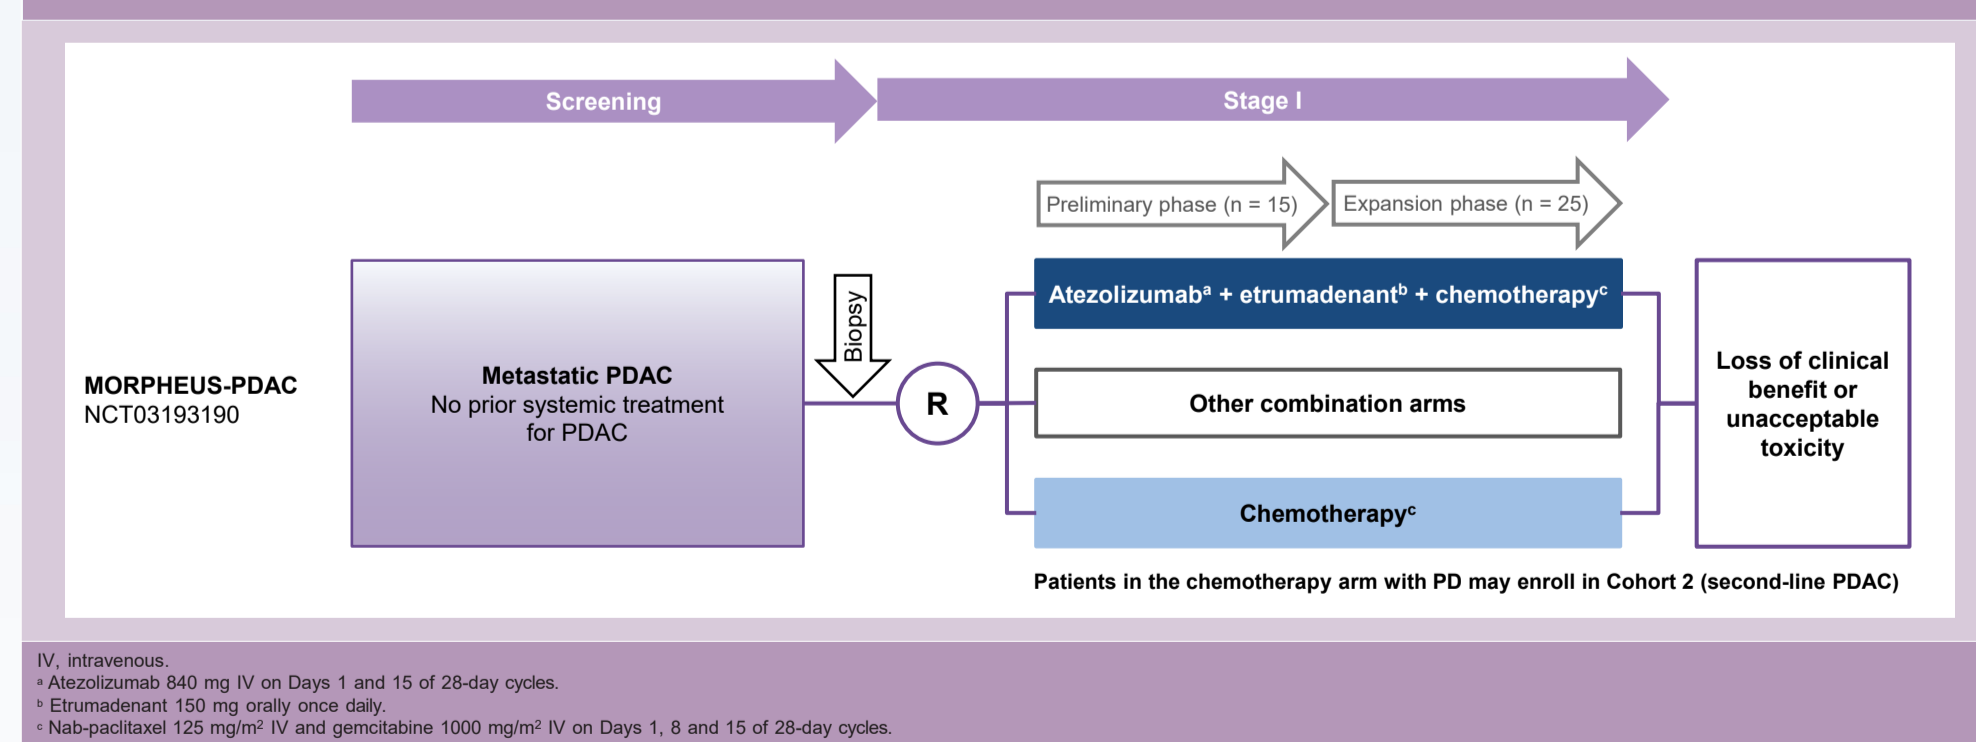 Screening
Stage I
Preliminary phase (n = 15)
Expansion phase (n = 25)
MORPHEUS-PDAC
NCT03193190
Metastatic PDAC
No prior systemic treatment
for PDAC
Biopsy
R
Atezolizumabᵃ + etrumadenantᵇ + chemotherapyᶜ
Other combination arms
Chemotherapyᶜ
Loss of clinical
benefit or
unacceptable
toxicity
Patients in the chemotherapy arm with PD may enroll in Cohort 2 (second-line PDAC)
IV, intravenous.
ᵃ Atezolizumab 840 mg IV on Days 1 and 15 of 28-day cycles.
ᵇ Etrumadenant 150 mg orally once daily.
ᶜ Nab-paclitaxel 125 mg/m² IV and gemcitabine 1000 mg/m² IV on Days 1, 8 and 15 of 28-day cycles.